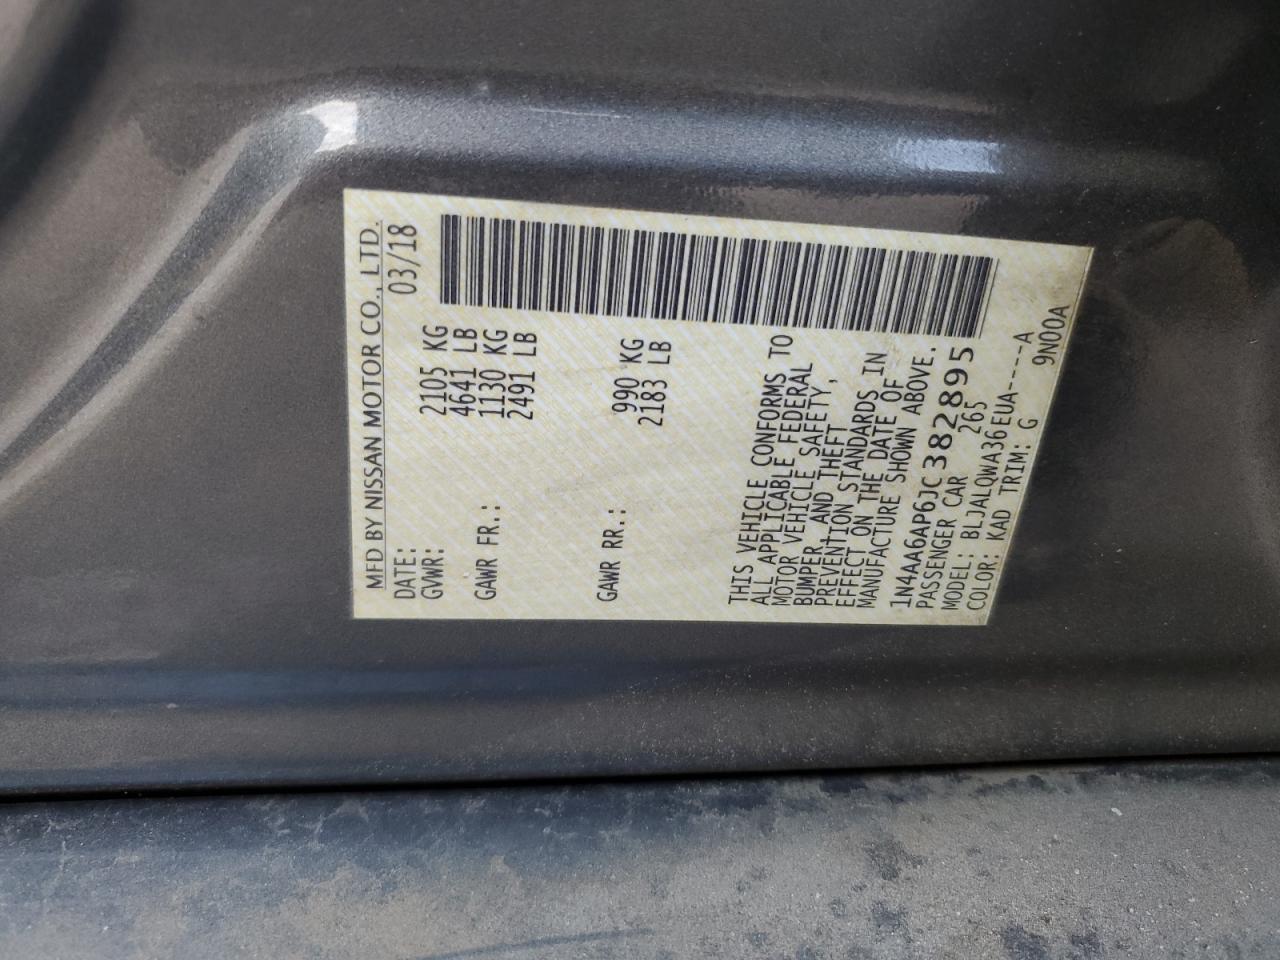 MFD BY NISSAN MOTOR CO., LTD.
DATE: 03/18
GVWR: 2105 KG
4641 LB
GAWR FR.: 1130 KG
2491 LB
GAWR RR.: 990 KG
2183 LB
THIS VEHICLE CONFORMS TO
ALL APPLICABLE FEDERAL
MOTOR VEHICLE SAFETY,
BUMPER, AND THEFT
PREVENTION STANDARDS IN
EFFECT ON THE DATE OF
MANUFACTURE SHOWN ABOVE.
1N4AA6AP6JC382895
PASSENGER CAR 265
MODEL: BLJALQWA36EUA-----A
COLOR: KAD TRIM: G 9N00A